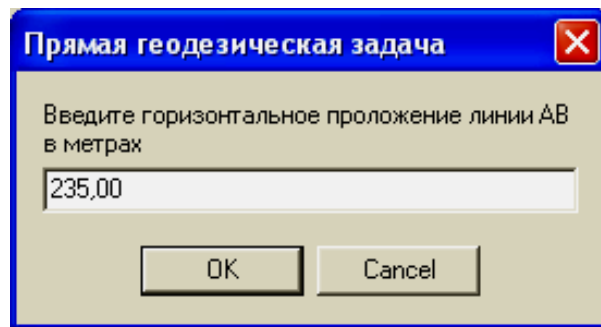 Прямая геодезическая задача
Введите горизонтальное проложение линии АВ
в метрах
235,00
OK
Cancel